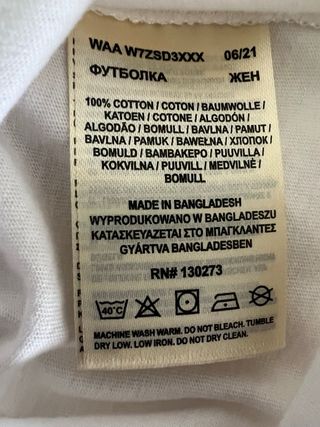 WAA W7ZSD3XXX 06/21
ФУТБОЛКА ЖЕН
100% COTTON / COTON / BAUMWOLLE /
KATOEN / COTONE / ALGODÓN /
ALGODÃO / BOMULL / BAVLNA / PAMUT /
BAVLNA / PAMUK / BAWEŁNA / ХЛОПОК /
BOMULD / ΒΑΜΒΑΚΕΡΟ / PUUVILLA /
KOKVILNA / PUUVILL / MEDVILNĖ /
BOMULL
MADE IN BANGLADESH
WYPRODUKOWANO W BANGLADESZU
ΚΑΤΑΣΚΕΥΑΖΕΤΑΙ ΣΤΟ ΜΠΑΓΚΛΑΝΤΕΣ
GYÁRTVA BANGLADESBEN
RN# 130273
40°C
MACHINE WASH WARM. DO NOT BLEACH. TUMBLE
DRY LOW. LOW IRON. DO NOT DRY CLEAN.